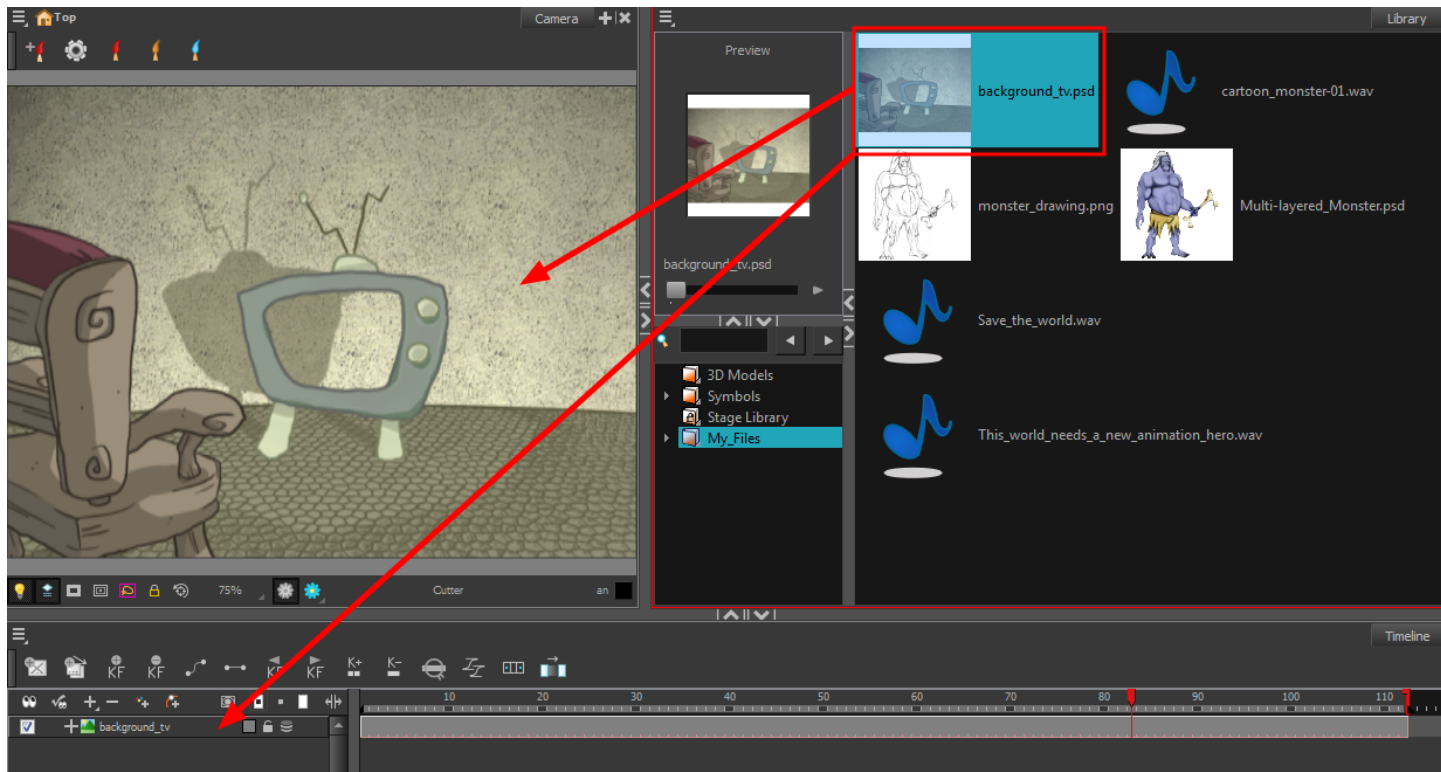 Top
Camera
Library
Preview
background_tv.psd
cartoon_monster-01.wav
monster_drawing.png
Multi-layered_Monster.psd
background_tv.psd
Save_the_world.wav
3D Models
Symbols
Stage Library
My_Files
This_world_needs_a_new_animation_hero.wav
75%
Cutter
an
Timeline
KF
KF
KF
KF
K+
K-
10 20 30 40 50 60 70 80 90 100 110
background_tv